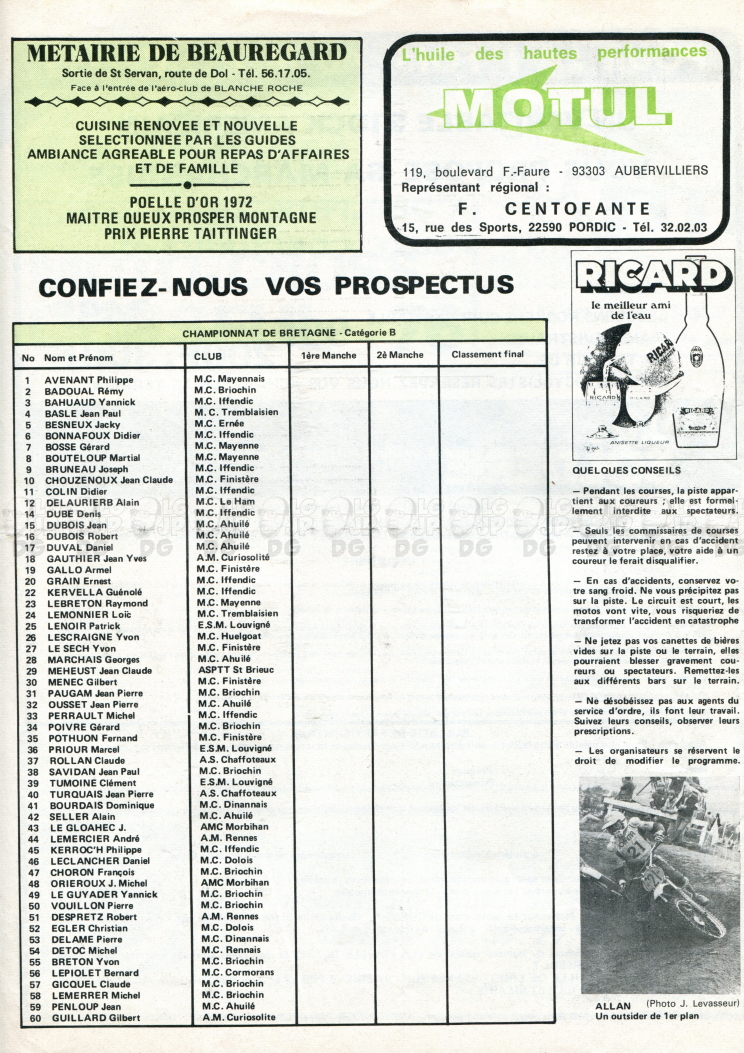 METAIRIE DE BEAUREGARD
Sortie de St Servan, route de Dol - Tél. 56.17.05.
Face à l'entrée de l'aéro-club de BLANCHE ROCHE
CUISINE RENOVEE ET NOUVELLE
SELECTIONNEE PAR LES GUIDES
AMBIANCE AGREABLE POUR REPAS D'AFFAIRES
ET DE FAMILLE
POELLE D'OR 1972
MAITRE QUEUX PROSPER MONTAGNE
PRIX PIERRE TAITTINGER
L'huile des hautes performances
MOTUL
119, boulevard F.-Faure - 93303 AUBERVILLIERS
Représentant régional :
F. CENTOFANTE
15, rue des Sports, 22590 PORDIC - Tél. 32.02.03
CONFIEZ-NOUS VOS PROSPECTUS
CHAMPIONNAT DE BRETAGNE - Catégorie B
No Nom et Prénom CLUB 1ère Manche 2è Manche Classement final
1 AVENANT Philippe M.C. Mayennais
2 BADOUAL Rémy M.C. Briochin
3 BAHUAUD Yannick M.C. Iffendic
4 BASLE Jean Paul M. C. Tremblaisien
5 BESNEUX Jacky M.C. Ernée
6 BONNAFOUX Didier M.C. Iffendic
7 BOSSE Gérard M.C. Mayenne
8 BOUTELOUP Martial M.C. Mayenne
9 BRUNEAU Joseph M.C. Iffendic
10 CHOUZENOUX Jean Claude M.C. Finistère
11 COLIN Didier M.C. Iffendic
12 DELAURIERB Alain M.C. Le Ham
14 DUBE Denis M.C. Iffendic
15 DUBOIS Jean M.C. Ahuilé
16 DUBOIS Robert M.C. Ahuilé
17 DUVAL Daniel M.C. Ahuilé
18 GAUTHIER Jean Yves A.M. Curiosolité
19 GALLO Armel M.C. Finistère
20 GRAIN Ernest M.C. Iffendic
22 KERVELLA Guénolé M.C. Iffendic
23 LEBRETON Raymond M.C. Mayenne
24 LEMONNIER Loïc M.C. Tremblaisien
25 LENOIR Patrick E.S.M. Louvigné
26 LESCRAIGNE Yvon M.C. Huelgoat
27 LE SECH Yvon M.C. Finistère
28 MARCHAIS Georges M.C. Ahuilé
29 MEHEUST Jean Claude ASPTT St Brieuc
30 MENEC Gilbert M.C. Finistère
31 PAUGAM Jean Pierre M.C. Briochin
32 OUSSET Jean Pierre M.C. Ahuilé
33 PERRAULT Michel M.C. Iffendic
34 POIVRE Gérard M.C. Briochin
35 POTHUON Fernand M.C. Finistère
36 PRIOUR Marcel E.S.M. Louvigné
37 ROLLAN Claude A.S. Chaffoteaux
38 SAVIDAN Jean Paul M.C. Briochin
39 TUMOINE Clément E.S.M. Louvigné
40 TURQUAIS Jean Pierre A.S. Chaffoteaux
41 BOURDAIS Dominique M.C. Dinannais
42 SELLER Alain M.C. Ahuilé
43 LE GLOAHEC J. AMC Morbihan
44 LEMERCIER André A.M. Rennes
45 KERROC'H Philippe M.C. Iffendic
46 LECLANCHER Daniel M.C. Dolois
47 CHORON François M.C. Briochin
48 ORIEROUX J. Michel AMC Morbihan
49 LE GUYADER Yannick M.C. Briochin
50 VOUILLON Pierre M.C. Briochin
51 DESPRETZ Robert A.M. Rennes
52 EGLER Christian M.C. Dolois
53 DELAME Pierre M.C. Dinannais
54 DETOC Michel M.C. Rennais
55 BRETON Yvon M.C. Briochin
56 LEPIOLET Bernard M.C. Cormorans
57 GICQUEL Claude M.C. Briochin
58 LEMERRER Michel M.C. Briochin
59 PENLOUP Jean M.C. Ahuilé
60 GUILLARD Gilbert A.M. Curiosolite
RICARD
le meilleur ami
de l'eau
RICARD
RICARD
RICARD
RICARD
ANISETTE LIQUEUR
QUELQUES CONSEILS
— Pendant les courses, la piste appar-
tient aux coureurs ; elle est formel-
lement interdite aux spectateurs.
— Seuls les commissaires de courses
peuvent intervenir en cas d'accident
restez à votre place, votre aide à un
coureur le ferait disqualifier.
— En cas d'accidents, conservez vo-
tre sang froid. Ne vous précipitez pas
sur la piste. Le circuit est court, les
motos vont vite, vous risqueriez de
transformer l'accident en catastrophe
— Ne jetez pas vos canettes de bières
vides sur la piste ou le terrain, elles
pourraient blesser gravement cou-
reurs ou spectateurs. Remettez-les
aux différents bars sur le terrain.
— Ne désobéissez pas aux agents du
service d'ordre, ils font leur travail.
Suivez leurs conseils, observer leurs
prescriptions.
— Les organisateurs se réservent le
droit de modifier le programme.
21
ALLAN (Photo J. Levasseur)
Un outsider de 1er plan